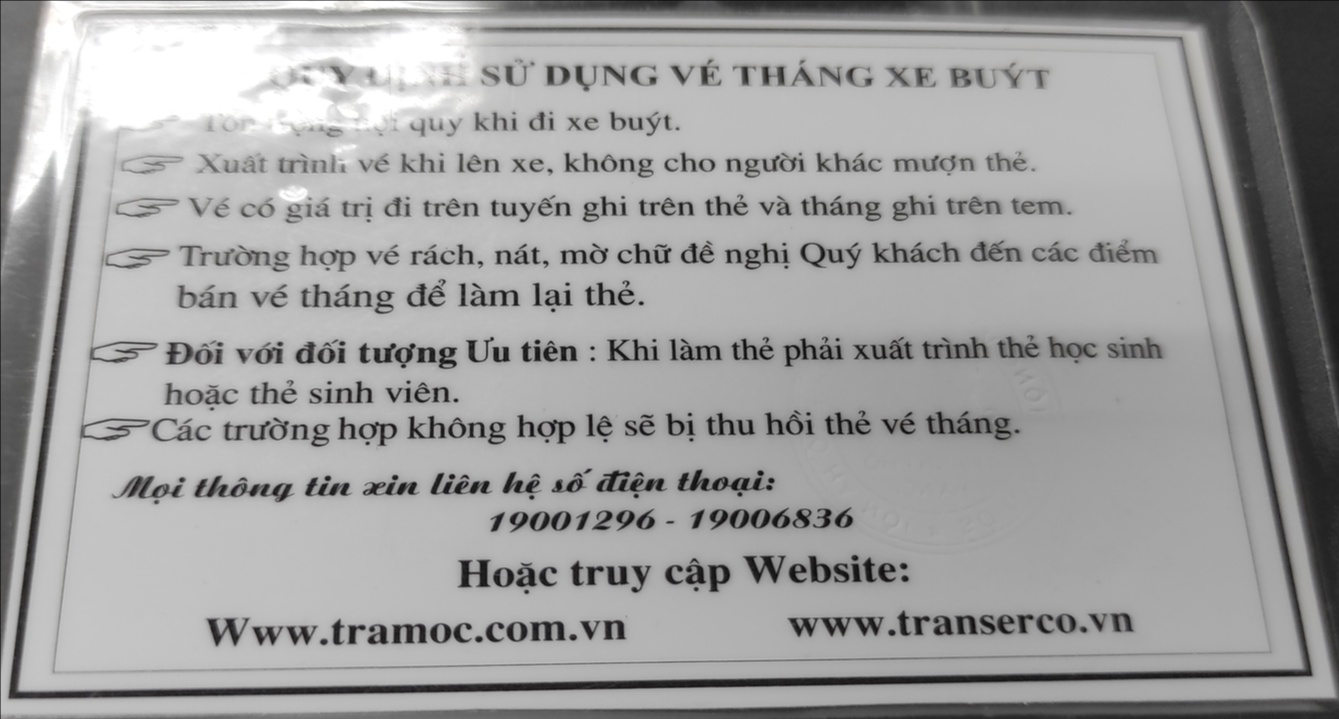 QUY ĐỊNH SỬ DỤNG VÉ THÁNG XE BUÝT
Tôn trọng nội quy khi đi xe buýt.
Xuất trình vé khi lên xe, không cho người khác mượn thẻ.
Vé có giá trị đi trên tuyến ghi trên thẻ và tháng ghi trên tem.
Trường hợp vé rách, nát, mờ chữ đề nghị Quý khách đến các điểm
bán vé tháng để làm lại thẻ.
Đối với đối tượng Ưu tiên : Khi làm thẻ phải xuất trình thẻ học sinh
hoặc thẻ sinh viên.
Các trường hợp không hợp lệ sẽ bị thu hồi thẻ vé tháng.
Mọi thông tin xin liên hệ số điện thoại:
19001296 - 19006836
Hoặc truy cập Website:
Www.tramoc.com.vn www.transerco.vn